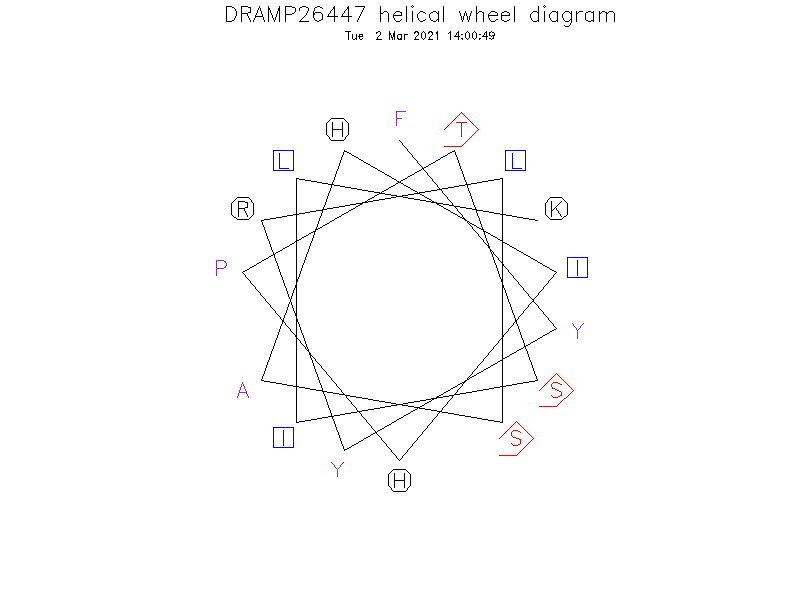 DRAMP26447 helical wheel diagram
Tue 2 Mar 2021 14:00:49
F
H T
L L
R K
P I
Y
A S
I S
Y H